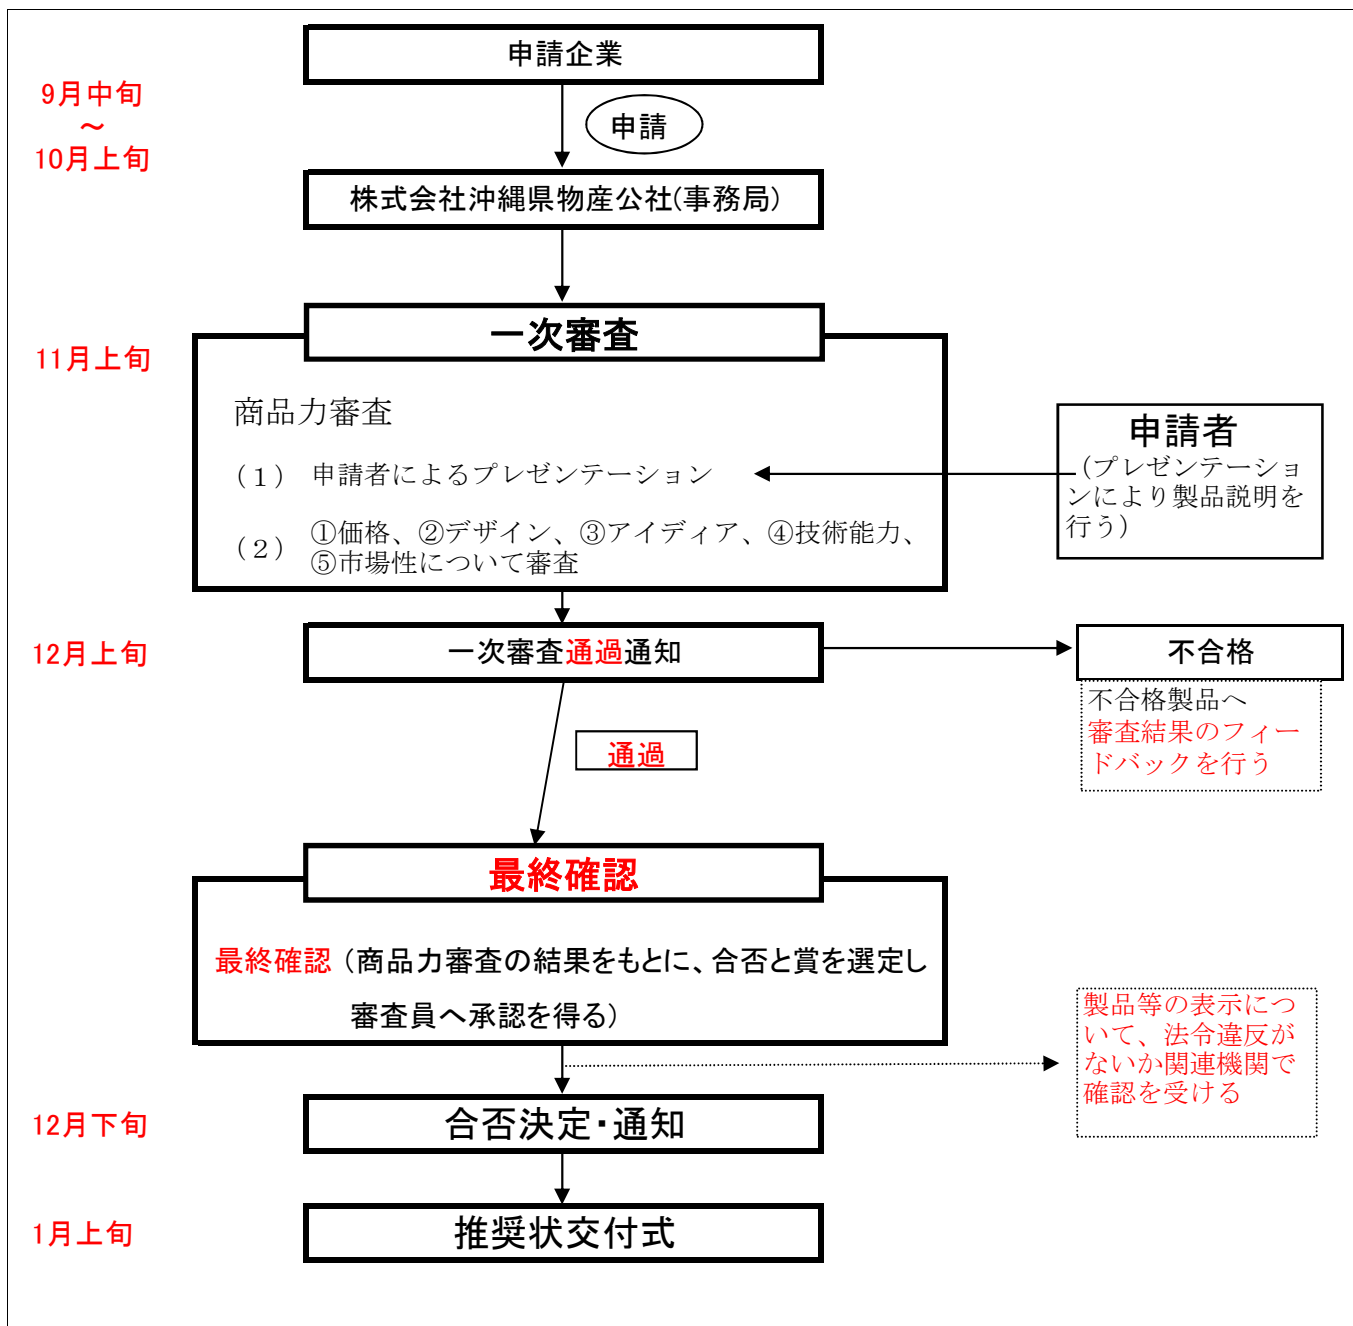 申請企業
9月中旬
～
10月上旬
申請
株式会社沖縄県物産公社(事務局)
一次審査
11月上旬
商品力審査
（１） 申請者によるプレゼンテーション
（２） ①価格、②デザイン、③アイディア、④技術能力、
⑤市場性について審査
申請者
（プレゼンテーショ
ンにより製品説明を
行う）
12月上旬
一次審査通過通知
不合格
不合格製品へ
審査結果のフィー
ドバックを行う
通過
最終確認
最終確認（商品力審査の結果をもとに、合否と賞を選定し
審査員へ承認を得る）
製品等の表示につ
いて、法令違反が
ないか関連機関で
確認を受ける
12月下旬
合否決定・通知
1月上旬
推奨状交付式